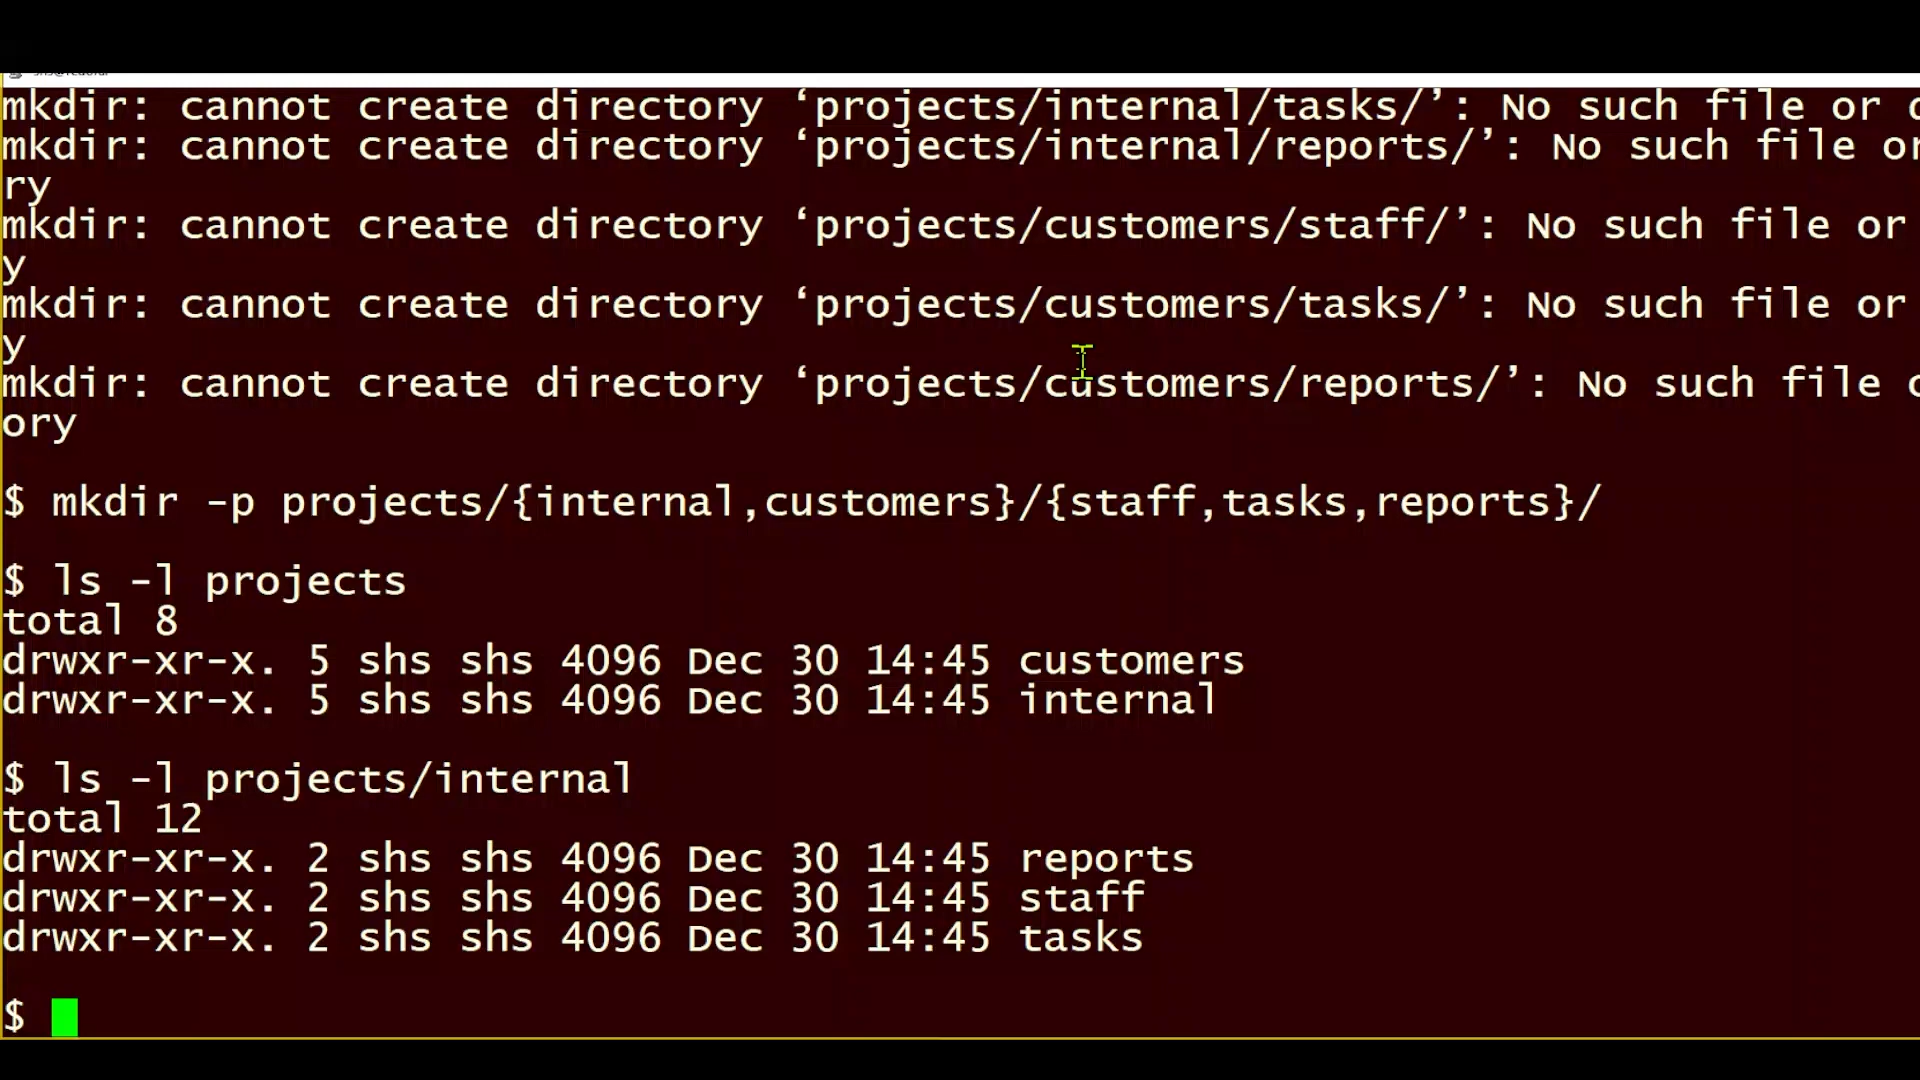 mkdir: cannot create directory ‘projects/internal/tasks/’: No such file or
mkdir: cannot create directory ‘projects/internal/reports/’: No such file or
ry
mkdir: cannot create directory ‘projects/customers/staff/’: No such file or
y
mkdir: cannot create directory ‘projects/customers/tasks/’: No such file or
y
mkdir: cannot create directory ‘projects/customers/reports/’: No such file
ory
$ mkdir -p projects/{internal,customers}/{staff,tasks,reports}/
$ ls -l projects
total 8
drwxr-xr-x. 5 shs shs 4096 Dec 30 14:45 customers
drwxr-xr-x. 5 shs shs 4096 Dec 30 14:45 internal
$ ls -l projects/internal
total 12
drwxr-xr-x. 2 shs shs 4096 Dec 30 14:45 reports
drwxr-xr-x. 2 shs shs 4096 Dec 30 14:45 staff
drwxr-xr-x. 2 shs shs 4096 Dec 30 14:45 tasks
$